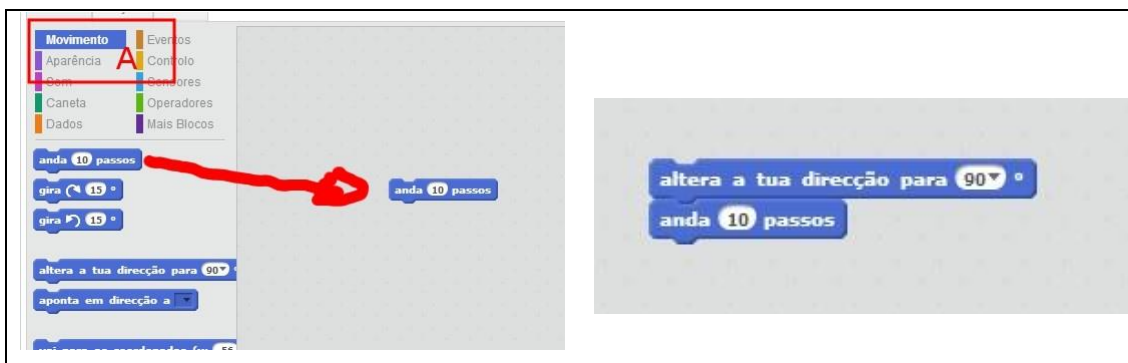 Movimento Eventos
Aparência A Controlo
Som Sensores
Caneta Operadores
Dados Mais Blocos
anda 10 passos
gira 15 °
gira 15 °
altera a tua direcção para 90
aponta em direcção a
anda 10 passos
altera a tua direcção para 90 °
anda 10 passos